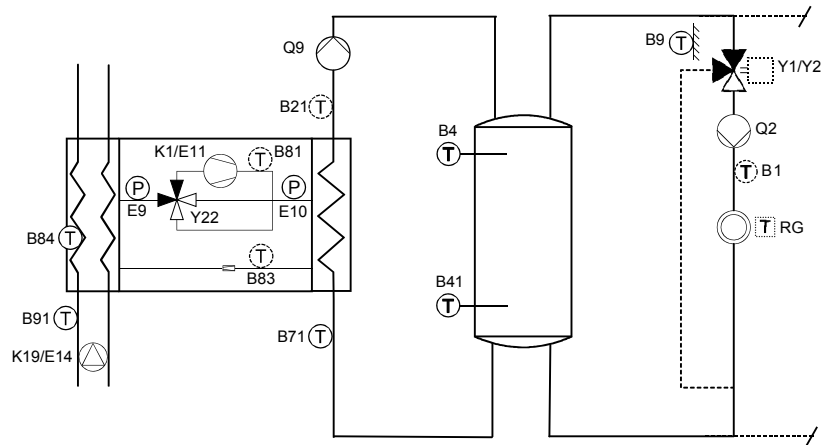 Q9
B9 T
Y1/Y2
B21 T
B4
T
Q2
K1/E11
T B81
T B1
P
P
E9
Y22
E10
T RG
B84 T
T
B83
B41
T
B91 T
B71 T
K19/E14